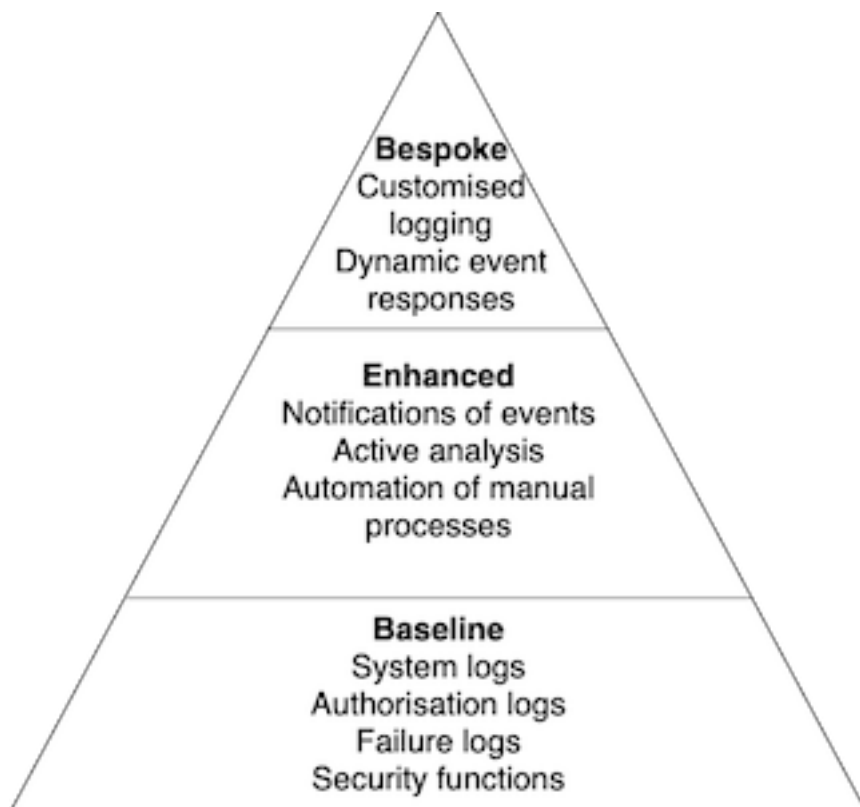 Bespoke
Customised
logging
Dynamic event
responses
Enhanced
Notifications of events
Active analysis
Automation of manual
processes
Baseline
System logs
Authorisation logs
Failure logs
Security functions